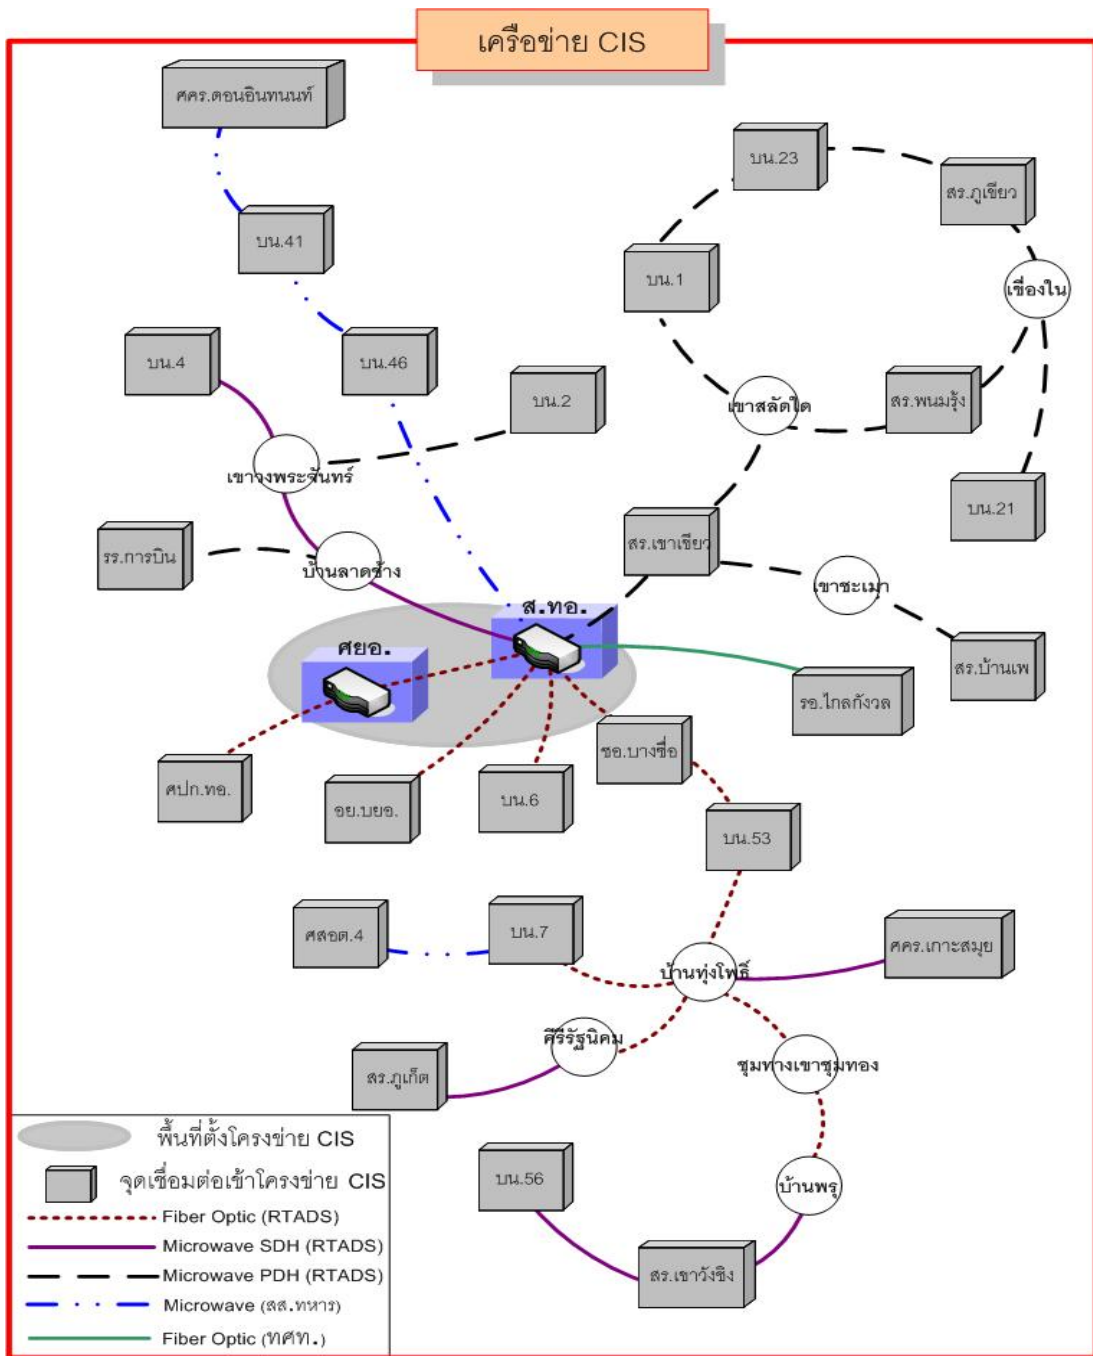 เครือข่าย CIS
ศคร.ดอนอินทนนท์
บน.23
สร.ภูเขียว
บน.41
บน.1
เขื่องใน
บน.4
บน.46
บน.2
เขาสลัดได
สร.พนมรุ้ง
เขาวงพระจันทร์
บน.21
รร.การบิน
บ้านลาดช้าง
สร.เขาเขียว
เขาชะเมา
ส.ทอ.
ศยอ.
สร.บ้านเพ
รอ.ไกลกังวล
ศปก.ทอ.
อย.บยอ.
บน.6
ชอ.บางซื่อ
บน.53
ศสอต.4
บน.7
บ้านทุ่งโพธิ์
ศคร.เกาะสมุย
คีรีรัฐนิคม
ชุมทางเขาชุมทอง
สร.ภูเก็ต
บน.56
บ้านพรุ
สร.เขาวังชิง
พื้นที่ตั้งโครงข่าย CIS
จุดเชื่อมต่อเข้าโครงข่าย CIS
Fiber Optic (RTADS)
Microwave SDH (RTADS)
Microwave PDH (RTADS)
Microwave (สส.ทหาร)
Fiber Optic (ทศท.)